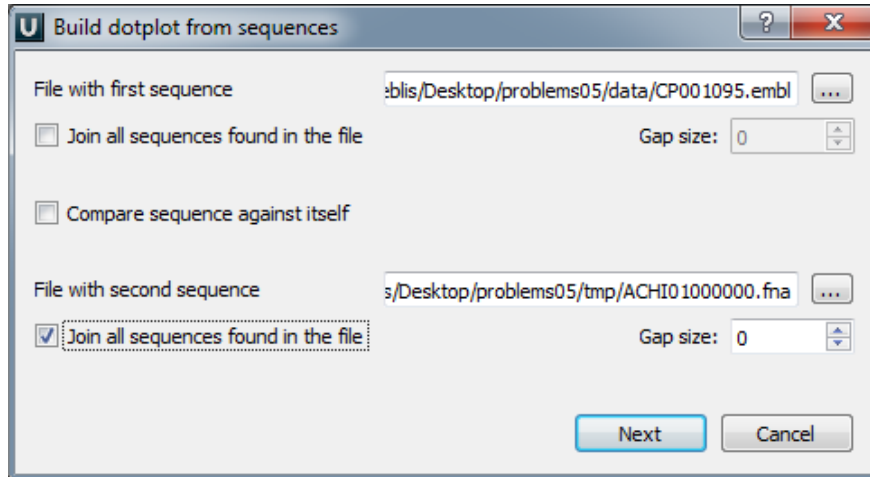 U Build dotplot from sequences ? X
File with first sequence eblis/Desktop/problems05/data/CP001095.embl ...
Join all sequences found in the file Gap size: 0
Compare sequence against itself
File with second sequence s/Desktop/problems05/tmp/ACHI01000000.fna ...
Join all sequences found in the file Gap size: 0
Next Cancel